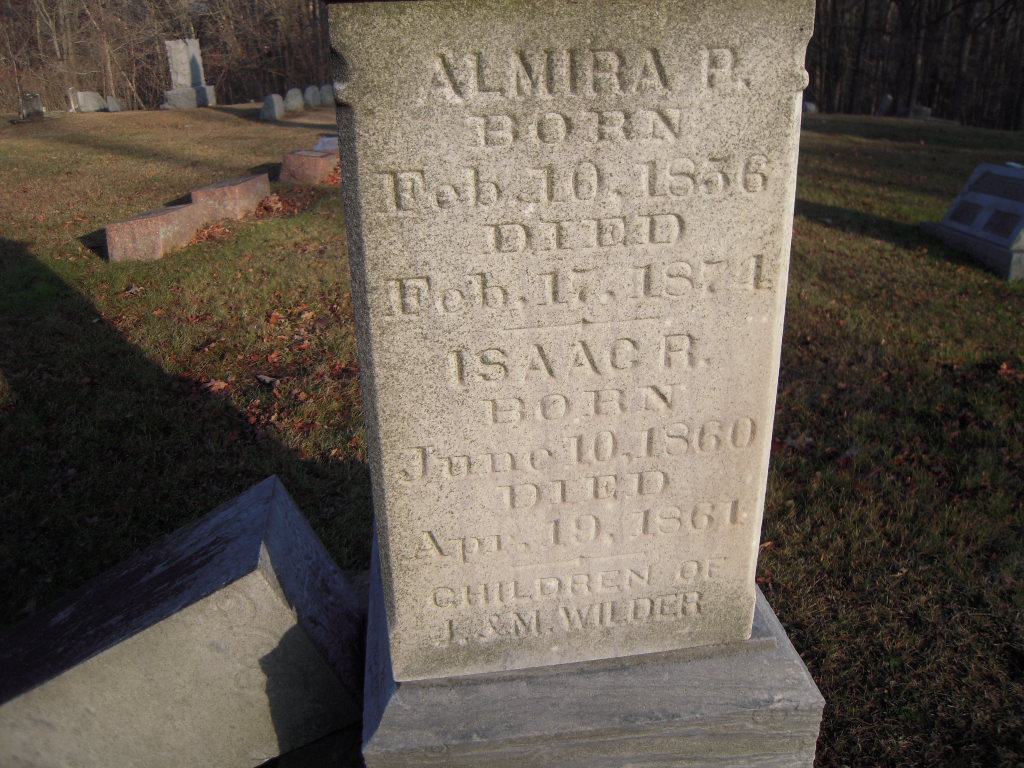 ALMIRA P.
BORN
Feb. 10, 1856
DIED
Feb. 17, 1874.
ISAAC R.
BORN
June 10, 1860
DIED
Apr. 19, 1861.
CHILDREN OF
J. & M. WILDER